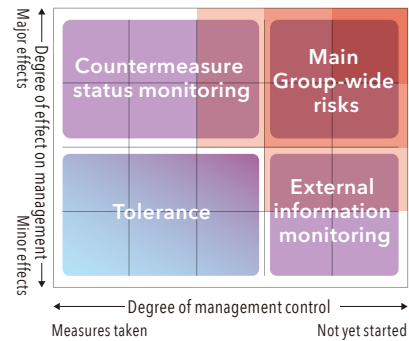 Major effects
Degree of effect on management
Minor effects
Countermeasure
status monitoring
Main
Group-wide
risks
Tolerance
External
information
monitoring
Degree of management control
Measures taken
Not yet started